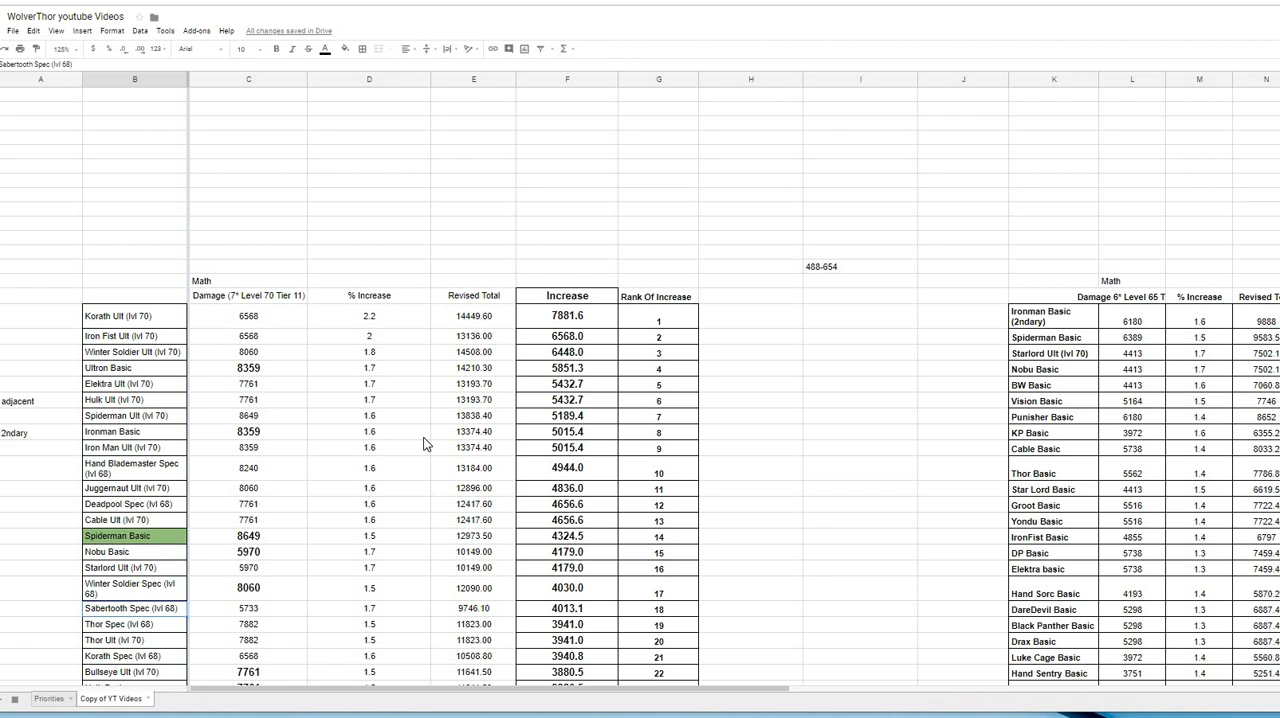 WolverThor youtube Videos
File Edit View Insert Format Data Tools Add-ons Help All changes saved in Drive
128% $ % .0 .00 123 Arial 10 B I S A
Sabertooth Spec (lvl 68)
A B C D E F G H I J K L M N
488-654
Math Math
Damage (7* Level 70 Tier 11) % Increase Revised Total Increase Rank Of Increase Damage 6* Level 65 T % Increase Revised To
Korath Ult (lvl 70) 6568 2.2 14449.60 7881.6 1 Ironman Basic (2ndary) 6180 1.6 9888
Iron Fist Ult (lvl 70) 6568 2 13136.00 6568.0 2 Spiderman Basic 6389 1.5 9583.5
Winter Soldier Ult (lvl 70) 8060 1.8 14508.00 6448.0 3 Starlord Ult (lvl 70) 4413 1.7 7502.1
Ultron Basic 8359 1.7 14210.30 5851.3 4 Nobu Basic 4413 1.7 7502.1
Elektra Ult (lvl 70) 7761 1.7 13193.70 5432.7 5 BW Basic 4413 1.6 7060.8
adjacent Hulk Ult (lvl 70) 7761 1.7 13193.70 5432.7 6 Vision Basic 5164 1.5 7746
Spiderman Ult (lvl 70) 8649 1.6 13838.40 5189.4 7 Punisher Basic 6180 1.4 8652
2ndary Ironman Basic 8359 1.6 13374.40 5015.4 8 KP Basic 3972 1.6 6355.2
Iron Man Ult (lvl 70) 8359 1.6 13374.40 5015.4 9 Cable Basic 5738 1.4 8033.2
Hand Blademaster Spec (lvl 68) 8240 1.6 13184.00 4944.0 10 Thor Basic 5562 1.4 7786.8
Juggernaut Ult (lvl 70) 8060 1.6 12896.00 4836.0 11 Star Lord Basic 4413 1.5 6619.5
Deadpool Spec (lvl 68) 7761 1.6 12417.60 4656.6 12 Groot Basic 5516 1.4 7722.4
Cable Ult (lvl 70) 7761 1.6 12417.60 4656.6 13 Yondu Basic 5516 1.4 7722.4
Spiderman Basic 8649 1.5 12973.50 4324.5 14 IronFist Basic 4855 1.4 6797
Nobu Basic 5970 1.7 10149.00 4179.0 15 DP Basic 5738 1.3 7459.4
Starlord Ult (lvl 70) 5970 1.7 10149.00 4179.0 16 Elektra basic 5738 1.3 7459.4
Winter Soldier Spec (lvl 68) 8060 1.5 12090.00 4030.0 17 Hand Sorc Basic 4193 1.4 5870.2
Sabertooth Spec (lvl 68) 5733 1.7 9746.10 4013.1 18 DareDevil Basic 5298 1.3 6887.4
Thor Spec (lvl 68) 7882 1.5 11823.00 3941.0 19 Black Panther Basic 5298 1.3 6887.4
Thor Ult (lvl 70) 7882 1.5 11823.00 3941.0 20 Drax Basic 5298 1.3 6887.4
Korath Spec (lvl 68) 6568 1.6 10508.80 3940.8 21 Luke Cage Basic 3972 1.4 5560.8
Bullseye Ult (lvl 70) 7761 1.5 11641.50 3880.5 22 Hand Sentry Basic 3751 1.4 5251.4
Priorities Copy of YT Videos